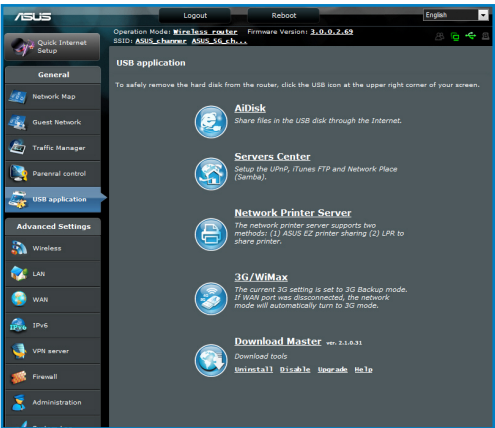 ASUS
Logout
Reboot
English
Quick Internet
Setup
Operation Mode: Wireless router Firmware Version: 3.0.0.2.69
SSID: ASUS_channer ASUS_5G_ch...
General
Network Map
Guest Network
Traffic Manager
Parenral control
USB application
Advanced Settings
Wireless
LAN
WAN
IPv6
VPN server
Firewall
Administration
USB application
To safely remove the hard disk from the router, click the USB icon at the upper right corner of your screen.
AiDisk
Share files in the USB disk through the Internet.
Servers Center
Setup the UPnP, iTunes FTP and Network Place
(Samba).
Network Printer Server
The network printer server supports two
methods: (1) ASUS EZ printer sharing (2) LPR to
share printer.
3G/WiMax
The current 3G setting is set to 3G Backup mode.
If WAN port was dissconnected, the network
mode will automatically turn to 3G mode.
Download Master ver. 2.1.0.31
Download tools
Uninstall Disable Upgrade Help